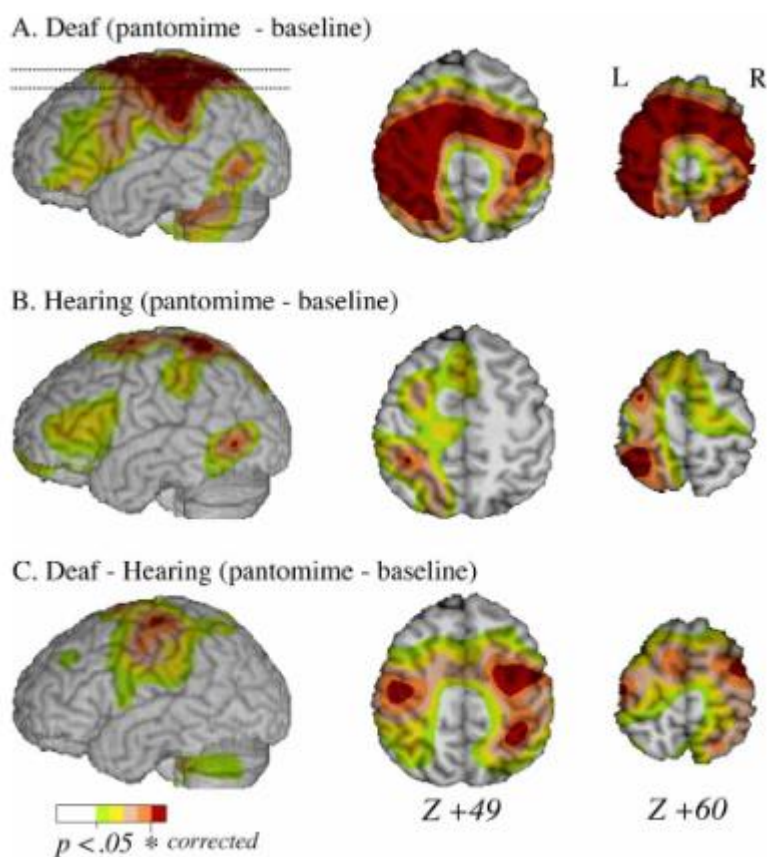 A. Deaf (pantomime - baseline)
L R
B. Hearing (pantomime - baseline)
C. Deaf - Hearing (pantomime - baseline)
Z +49 Z +60
p < .05 * corrected